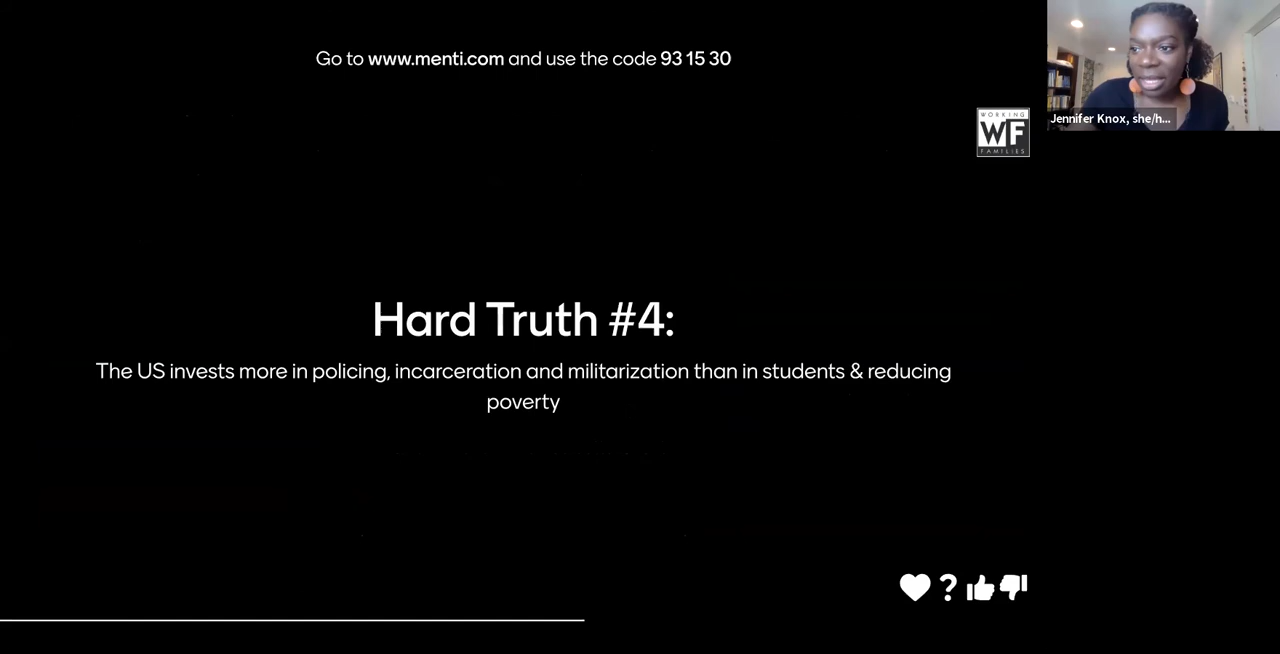 Go to www.menti.com and use the code 93 15 30
Jennifer Knox, she/h...
WORKING
WF
FAMILIES
Hard Truth #4:
The US invests more in policing, incarceration and militarization than in students & reducing
poverty